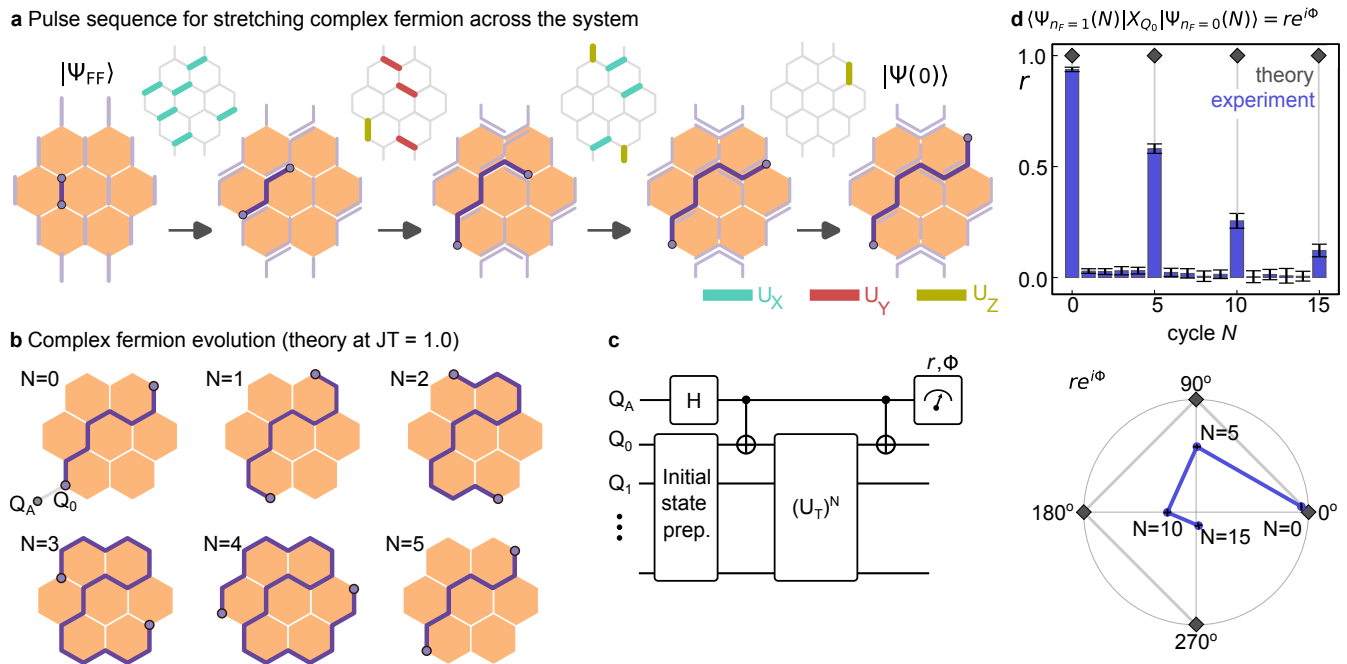 a Pulse sequence for stretching complex fermion across the system
|Ψ_FF⟩
|Ψ(0)⟩
U_X U_Y U_Z
b Complex fermion evolution (theory at JT = 1.0)
N=0 N=1 N=2
Q_A Q_0
N=3 N=4 N=5
c
r,Φ
Q_A H
Q_0
Q_1
⋮
Initial
state
prep.
(U_T)^N
d ⟨Ψ_{n_F=1}(N)|X_{Q_0}|Ψ_{n_F=0}(N)⟩ = re^{iΦ}
1.0
r
0.5
0.0
theory
experiment
0 5 10 15
cycle N
re^{iΦ}
90°
N=5
180° 0°
N=10 N=0
N=15
270°